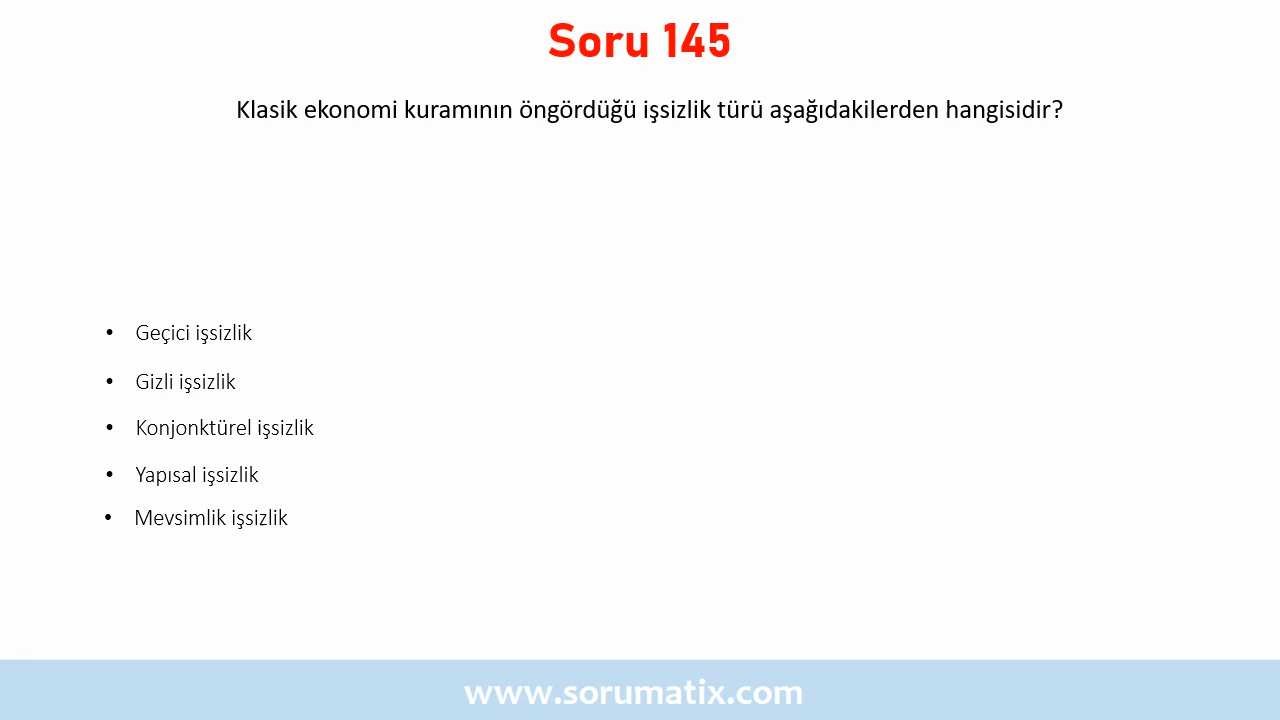 Soru 145
Klasik ekonomi kuramının öngördüğü işsizlik türü aşağıdakilerden hangisidir?
• Geçici işsizlik
• Gizli işsizlik
• Konjonktürel işsizlik
• Yapısal işsizlik
• Mevsimlik işsizlik
www.sorumatix.com